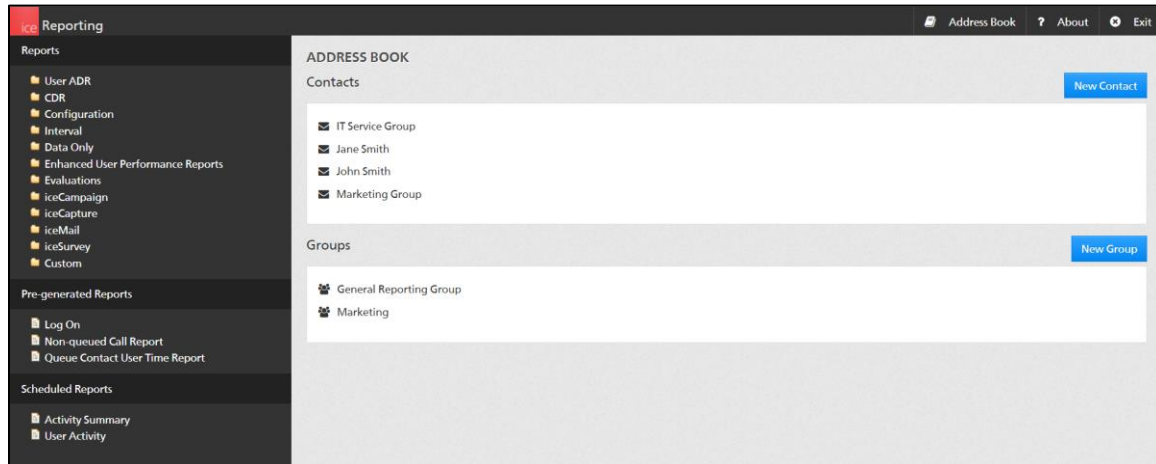 ice Reporting
Address Book
? About
Exit
Reports
User ADR
CDR
Configuration
Interval
Data Only
Enhanced User Performance Reports
Evaluations
iceCampaign
iceCapture
iceMail
iceSurvey
Custom
Pre-generated Reports
Log On
Non-queued Call Report
Queue Contact User Time Report
Scheduled Reports
Activity Summary
User Activity
ADDRESS BOOK
Contacts
New Contact
IT Service Group
Jane Smith
John Smith
Marketing Group
Groups
New Group
General Reporting Group
Marketing